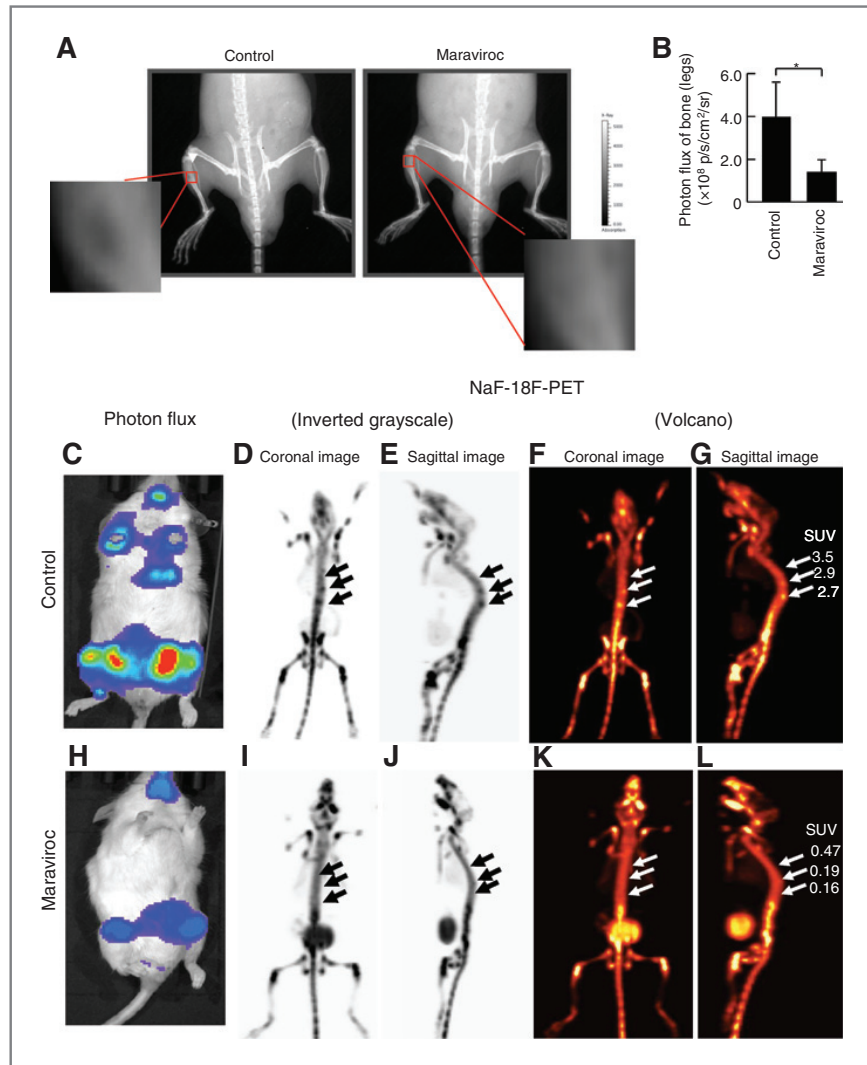 A
Control
Maraviroc
B
Photon flux of bone (legs)
(×10⁸ p/s/cm²/sr)
6.0
4.0
2.0
0
*
Control
Maraviroc
Absorption
NaF-18F-PET
Photon flux
(Inverted grayscale)
(Volcano)
C
D Coronal image
E Sagittal image
F Coronal image
G Sagittal image
Control
SUV
3.5
2.9
2.7
H
I
J
K
L
Maraviroc
SUV
0.47
0.19
0.16